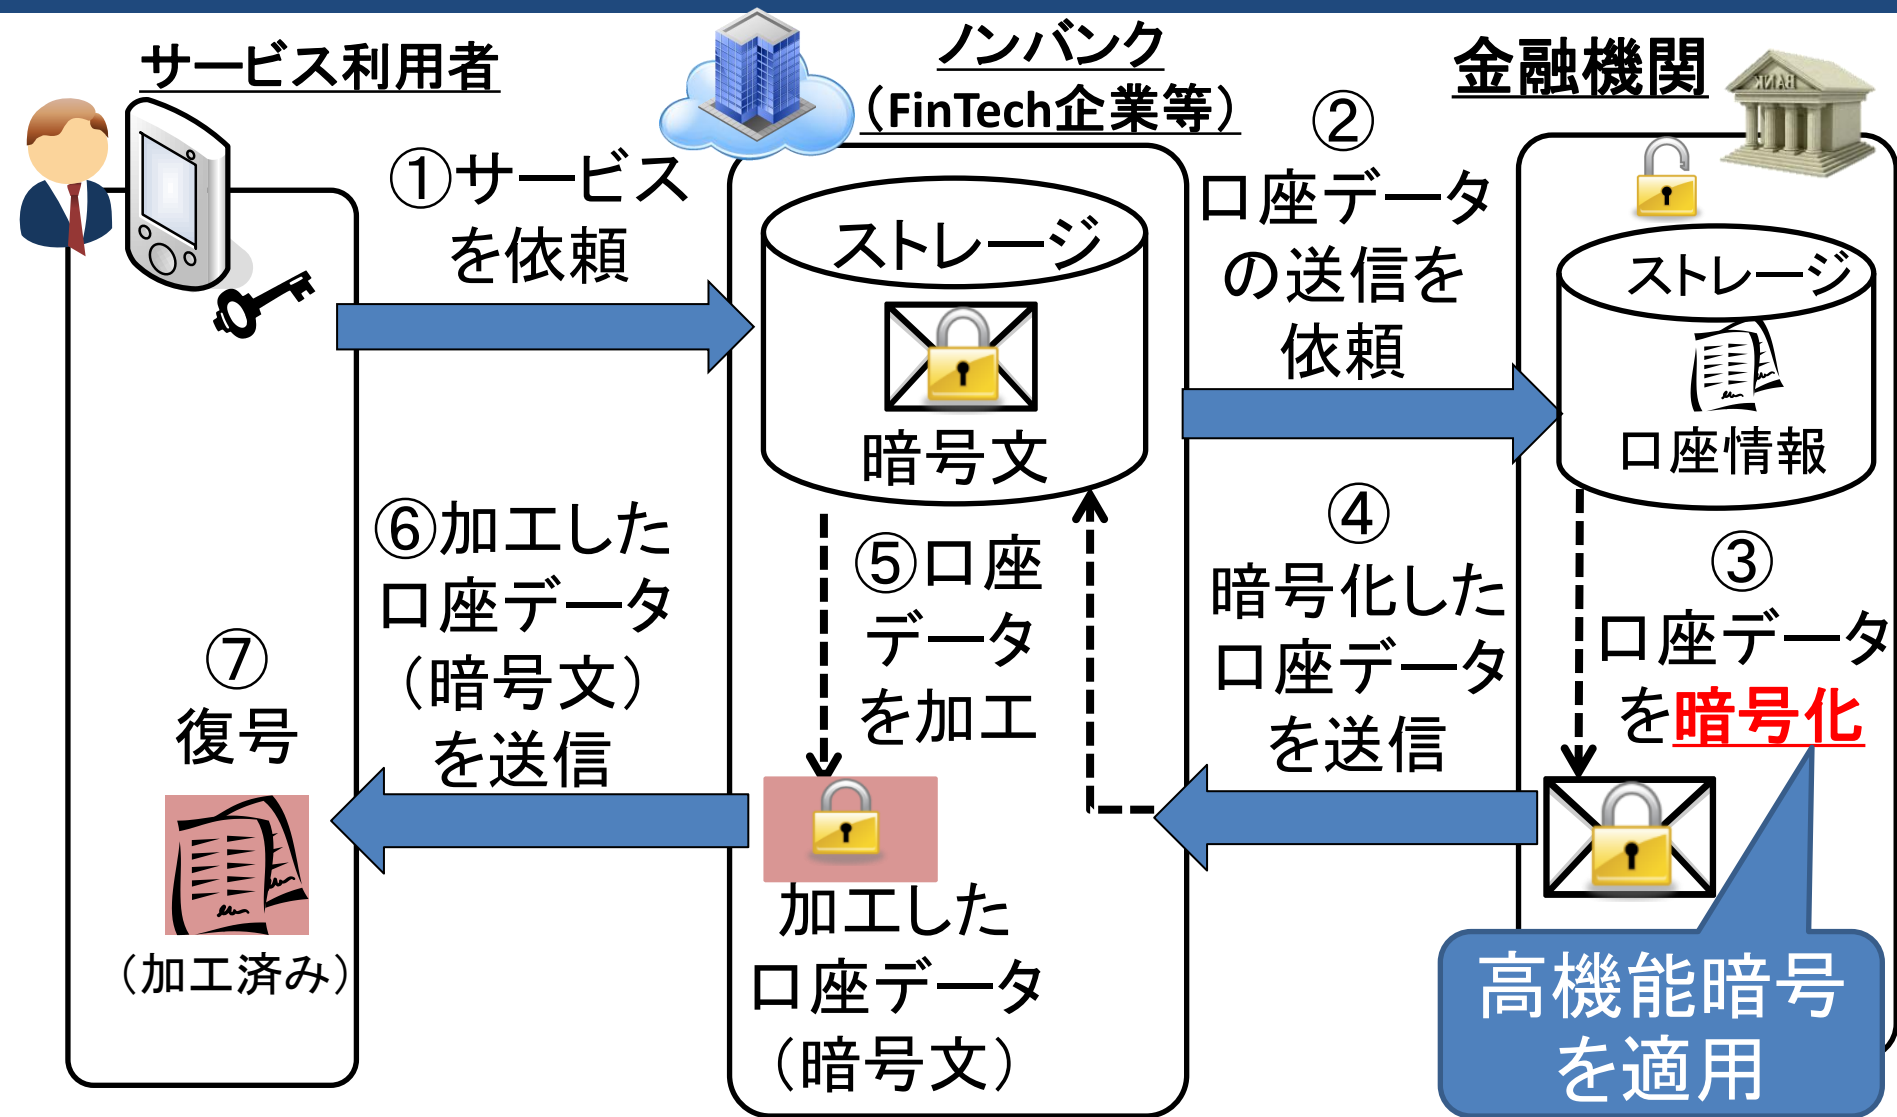 サービス利用者
ノンバンク
（FinTech企業等）
金融機関
BANK
①サービス
を依頼
②
口座データ
の送信を
依頼
ストレージ
暗号文
ストレージ
口座情報
③
口座データ
を暗号化
④
暗号化した
口座データ
を送信
⑤口座
データ
を加工
⑥加工した
口座データ
（暗号文）
を送信
⑦
復号
（加工済み）
加工した
口座データ
（暗号文）
高機能暗号
を適用